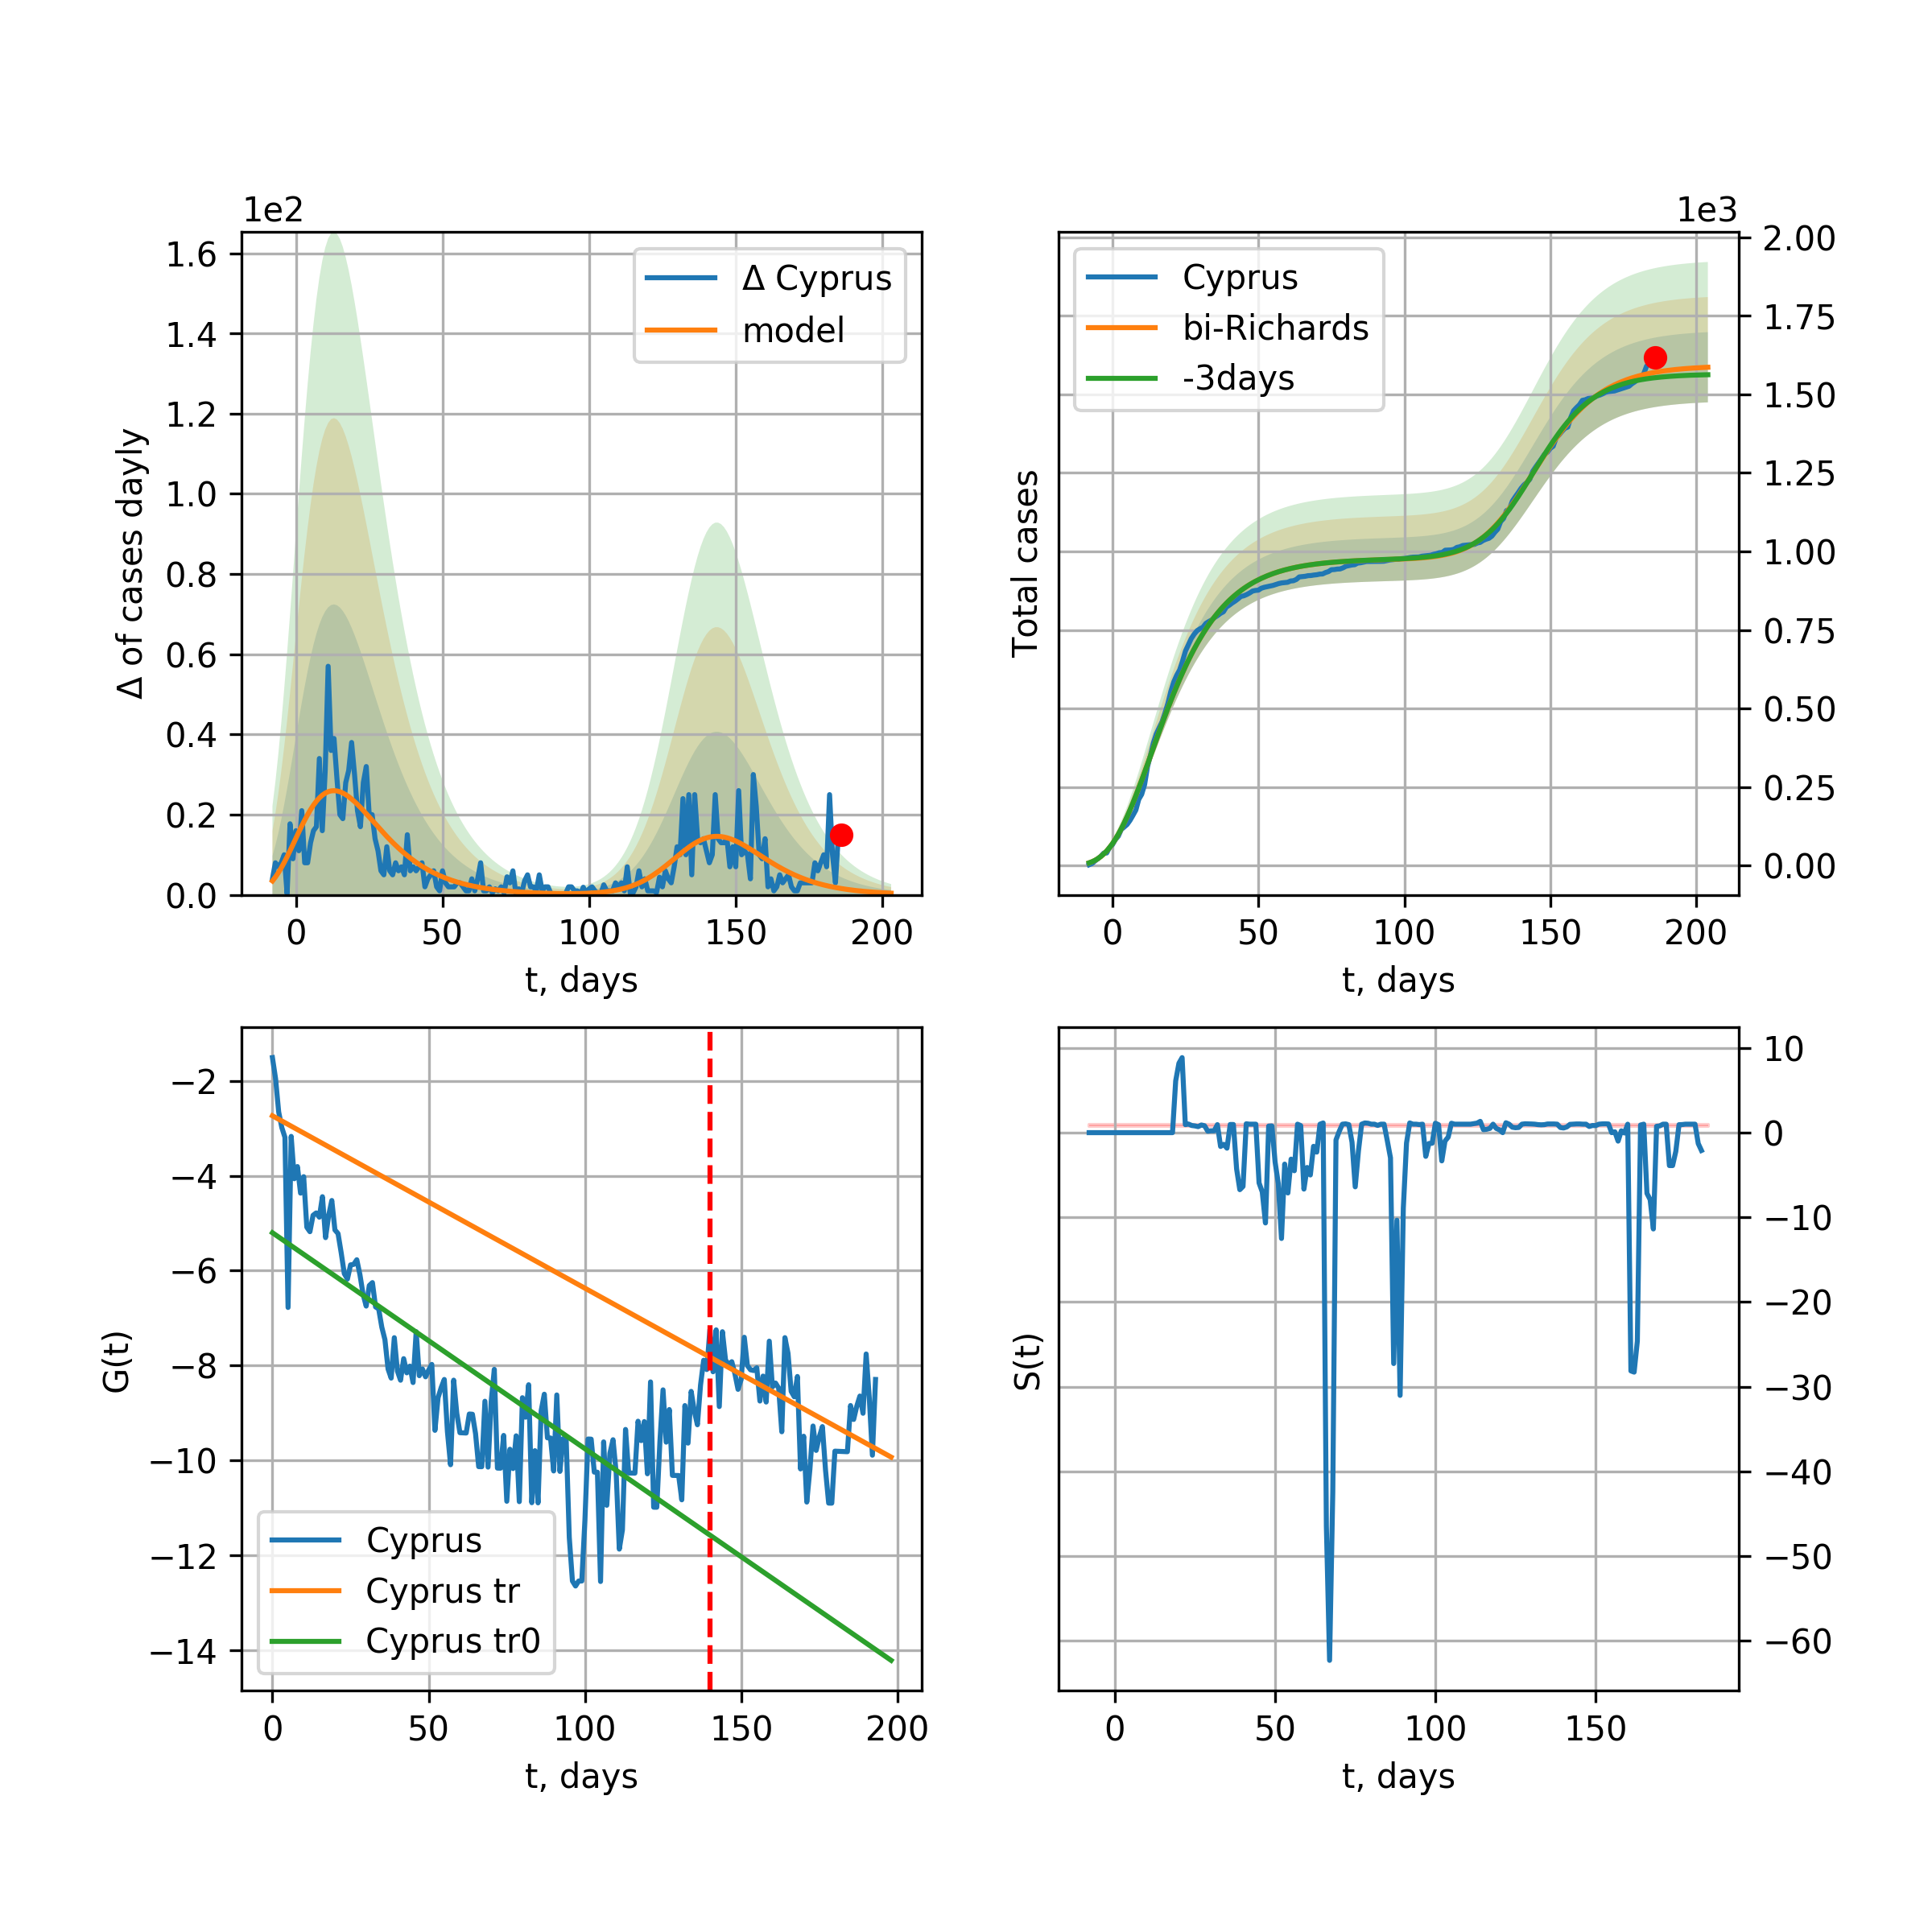 1e2
Δ of cases dayly
1.6
1.4
1.2
1.0
0.8
0.6
0.4
0.2
0.0
Δ Cyprus
model
0 50 100 150 200
t, days
1e3
Total cases
Cyprus
bi-Richards
-3days
2.00
1.75
1.50
1.25
1.00
0.75
0.50
0.25
0.00
0 50 100 150 200
t, days
G(t)
−2
−4
−6
−8
−10
−12
−14
Cyprus
Cyprus tr
Cyprus tr0
0 50 100 150 200
t, days
S(t)
10
0
−10
−20
−30
−40
−50
−60
0 50 100 150
t, days